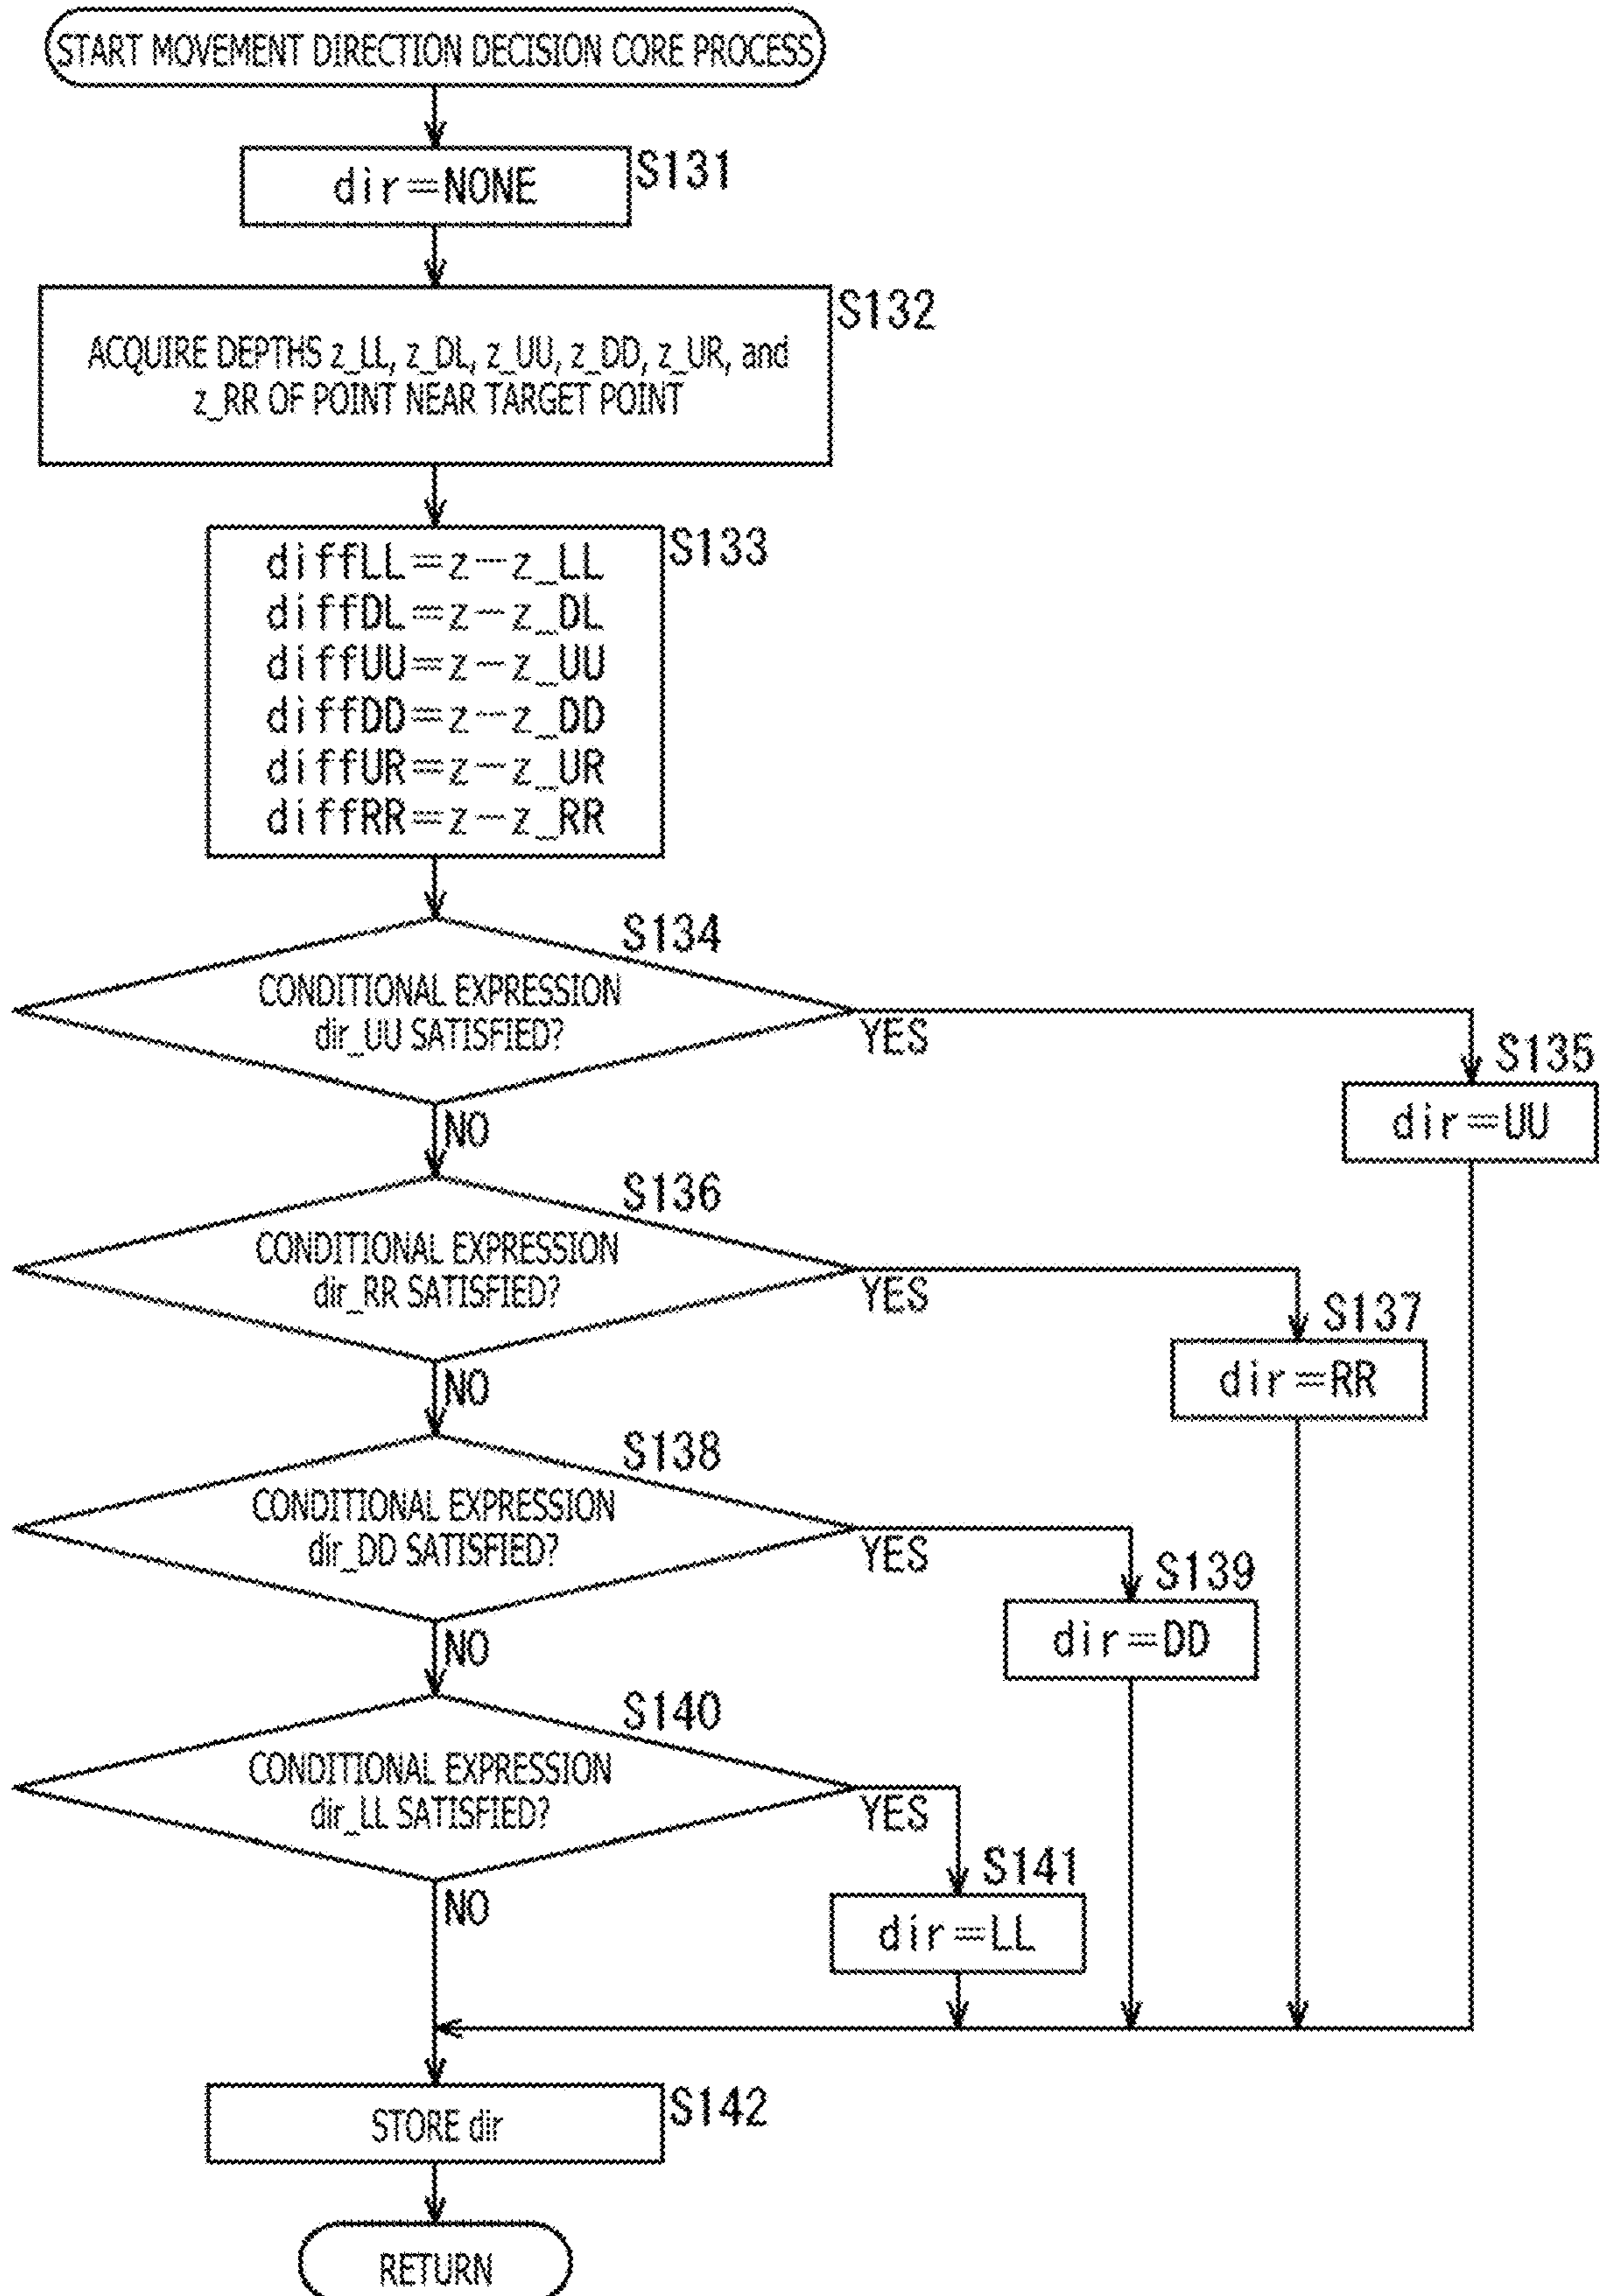 START MOVEMENT DIRECTION DECISION CORE PROCESS
S131
dir=NONE
S132
ACQUIRE DEPTHS z_LL, z_DL, z_UU, z_DD, z_UR, and
z_RR OF POINT NEAR TARGET POINT
S133
diffLL=z-z_LL
diffDL=z-z_DL
diffUU=z-z_UU
diffDD=z-z_DD
diffUR=z-z_UR
diffRR=z-z_RR
S134
CONDITIONAL EXPRESSION
dir_UU SATISFIED?
YES
S135
dir=UU
NO
S136
CONDITIONAL EXPRESSION
dir_RR SATISFIED?
YES
S137
dir=RR
NO
S138
CONDITIONAL EXPRESSION
dir_DD SATISFIED?
YES
S139
dir=DD
NO
S140
CONDITIONAL EXPRESSION
dir_LL SATISFIED?
YES
S141
dir=LL
NO
S142
STORE dir
RETURN